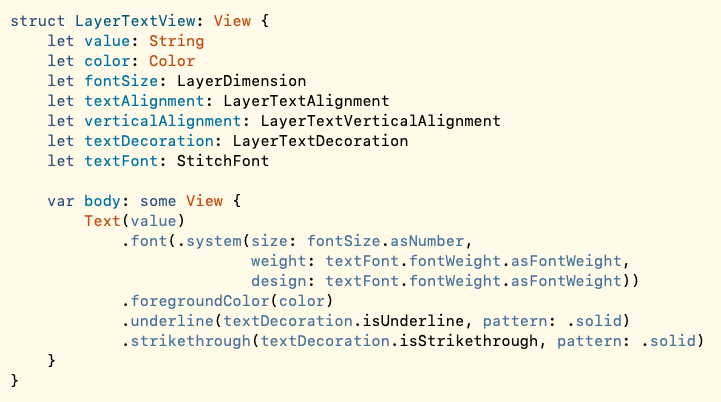 struct LayerTextView: View {
    let value: String
    let color: Color
    let fontSize: LayerDimension
    let textAlignment: LayerTextAlignment
    let verticalAlignment: LayerTextVerticalAlignment
    let textDecoration: LayerTextDecoration
    let textFont: StitchFont

    var body: some View {
        Text(value)
            .font(.system(size: fontSize.asNumber,
                          weight: textFont.fontWeight.asFontWeight,
                          design: textFont.fontWeight.asFontWeight))
            .foregroundColor(color)
            .underline(textDecoration.isUnderline, pattern: .solid)
            .strikethrough(textDecoration.isStrikethrough, pattern: .solid)
    }
}